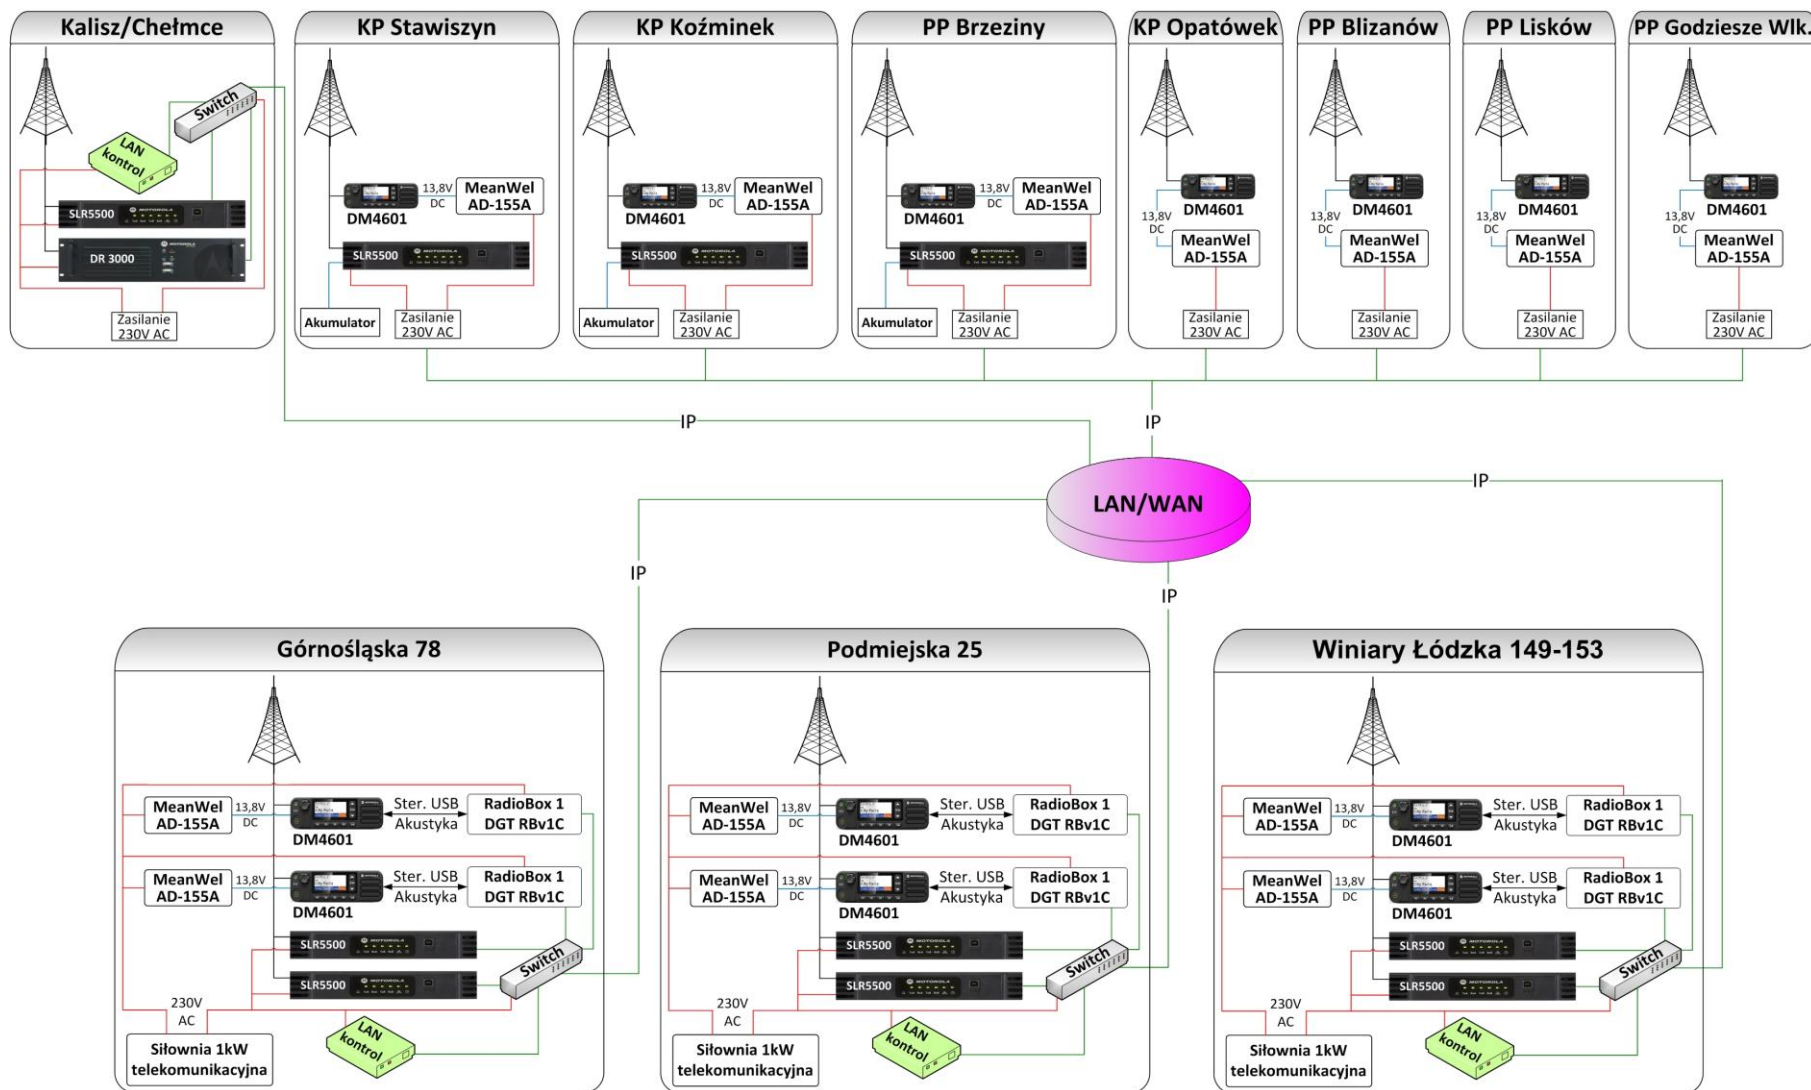 Kalisz/Chełmce
Switch
LAN
kontrol
SLR5500
MOTOROLA
DR 3000
Zasilanie
230V AC
KP Stawiszyn
13,8V
DC
MeanWel
AD-155A
DM4601
SLR5500
MOTOROLA
Akumulator
Zasilanie
230V AC
KP Koźminek
13,8V
DC
MeanWel
AD-155A
DM4601
SLR5500
MOTOROLA
Akumulator
Zasilanie
230V AC
PP Brzeziny
13,8V
DC
MeanWel
AD-155A
DM4601
SLR5500
MOTOROLA
Akumulator
Zasilanie
230V AC
KP Opatówek
DM4601
13,8V
DC
MeanWel
AD-155A
Zasilanie
230V AC
PP Blizanów
DM4601
13,8V
DC
MeanWel
AD-155A
Zasilanie
230V AC
PP Lisków
DM4601
13,8V
DC
MeanWel
AD-155A
Zasilanie
230V AC
PP Godziesze Wlk.
DM4601
13,8V
DC
MeanWel
AD-155A
Zasilanie
230V AC
IP
IP
IP
IP
IP
LAN/WAN
Górnośląska 78
MeanWel
AD-155A
13,8V
DC
DM4601
Ster. USB
Akustyka
RadioBox 1
DGT RBv1C
MeanWel
AD-155A
13,8V
DC
DM4601
Ster. USB
Akustyka
RadioBox 1
DGT RBv1C
SLR5500
MOTOROLA
SLR5500
MOTOROLA
Switch
230V
AC
Siłownia 1kW
telekomunikacyjna
LAN
kontrol
Podmiejska 25
MeanWel
AD-155A
13,8V
DC
DM4601
Ster. USB
Akustyka
RadioBox 1
DGT RBv1C
MeanWel
AD-155A
13,8V
DC
DM4601
Ster. USB
Akustyka
RadioBox 1
DGT RBv1C
SLR5500
MOTOROLA
SLR5500
MOTOROLA
Switch
230V
AC
Siłownia 1kW
telekomunikacyjna
LAN
kontrol
Winiary Łódzka 149-153
MeanWel
AD-155A
13,8V
DC
DM4601
Ster. USB
Akustyka
RadioBox 1
DGT RBv1C
MeanWel
AD-155A
13,8V
DC
DM4601
Ster. USB
Akustyka
RadioBox 1
DGT RBv1C
SLR5500
MOTOROLA
SLR5500
MOTOROLA
Switch
230V
AC
Siłownia 1kW
telekomunikacyjna
LAN
kontrol